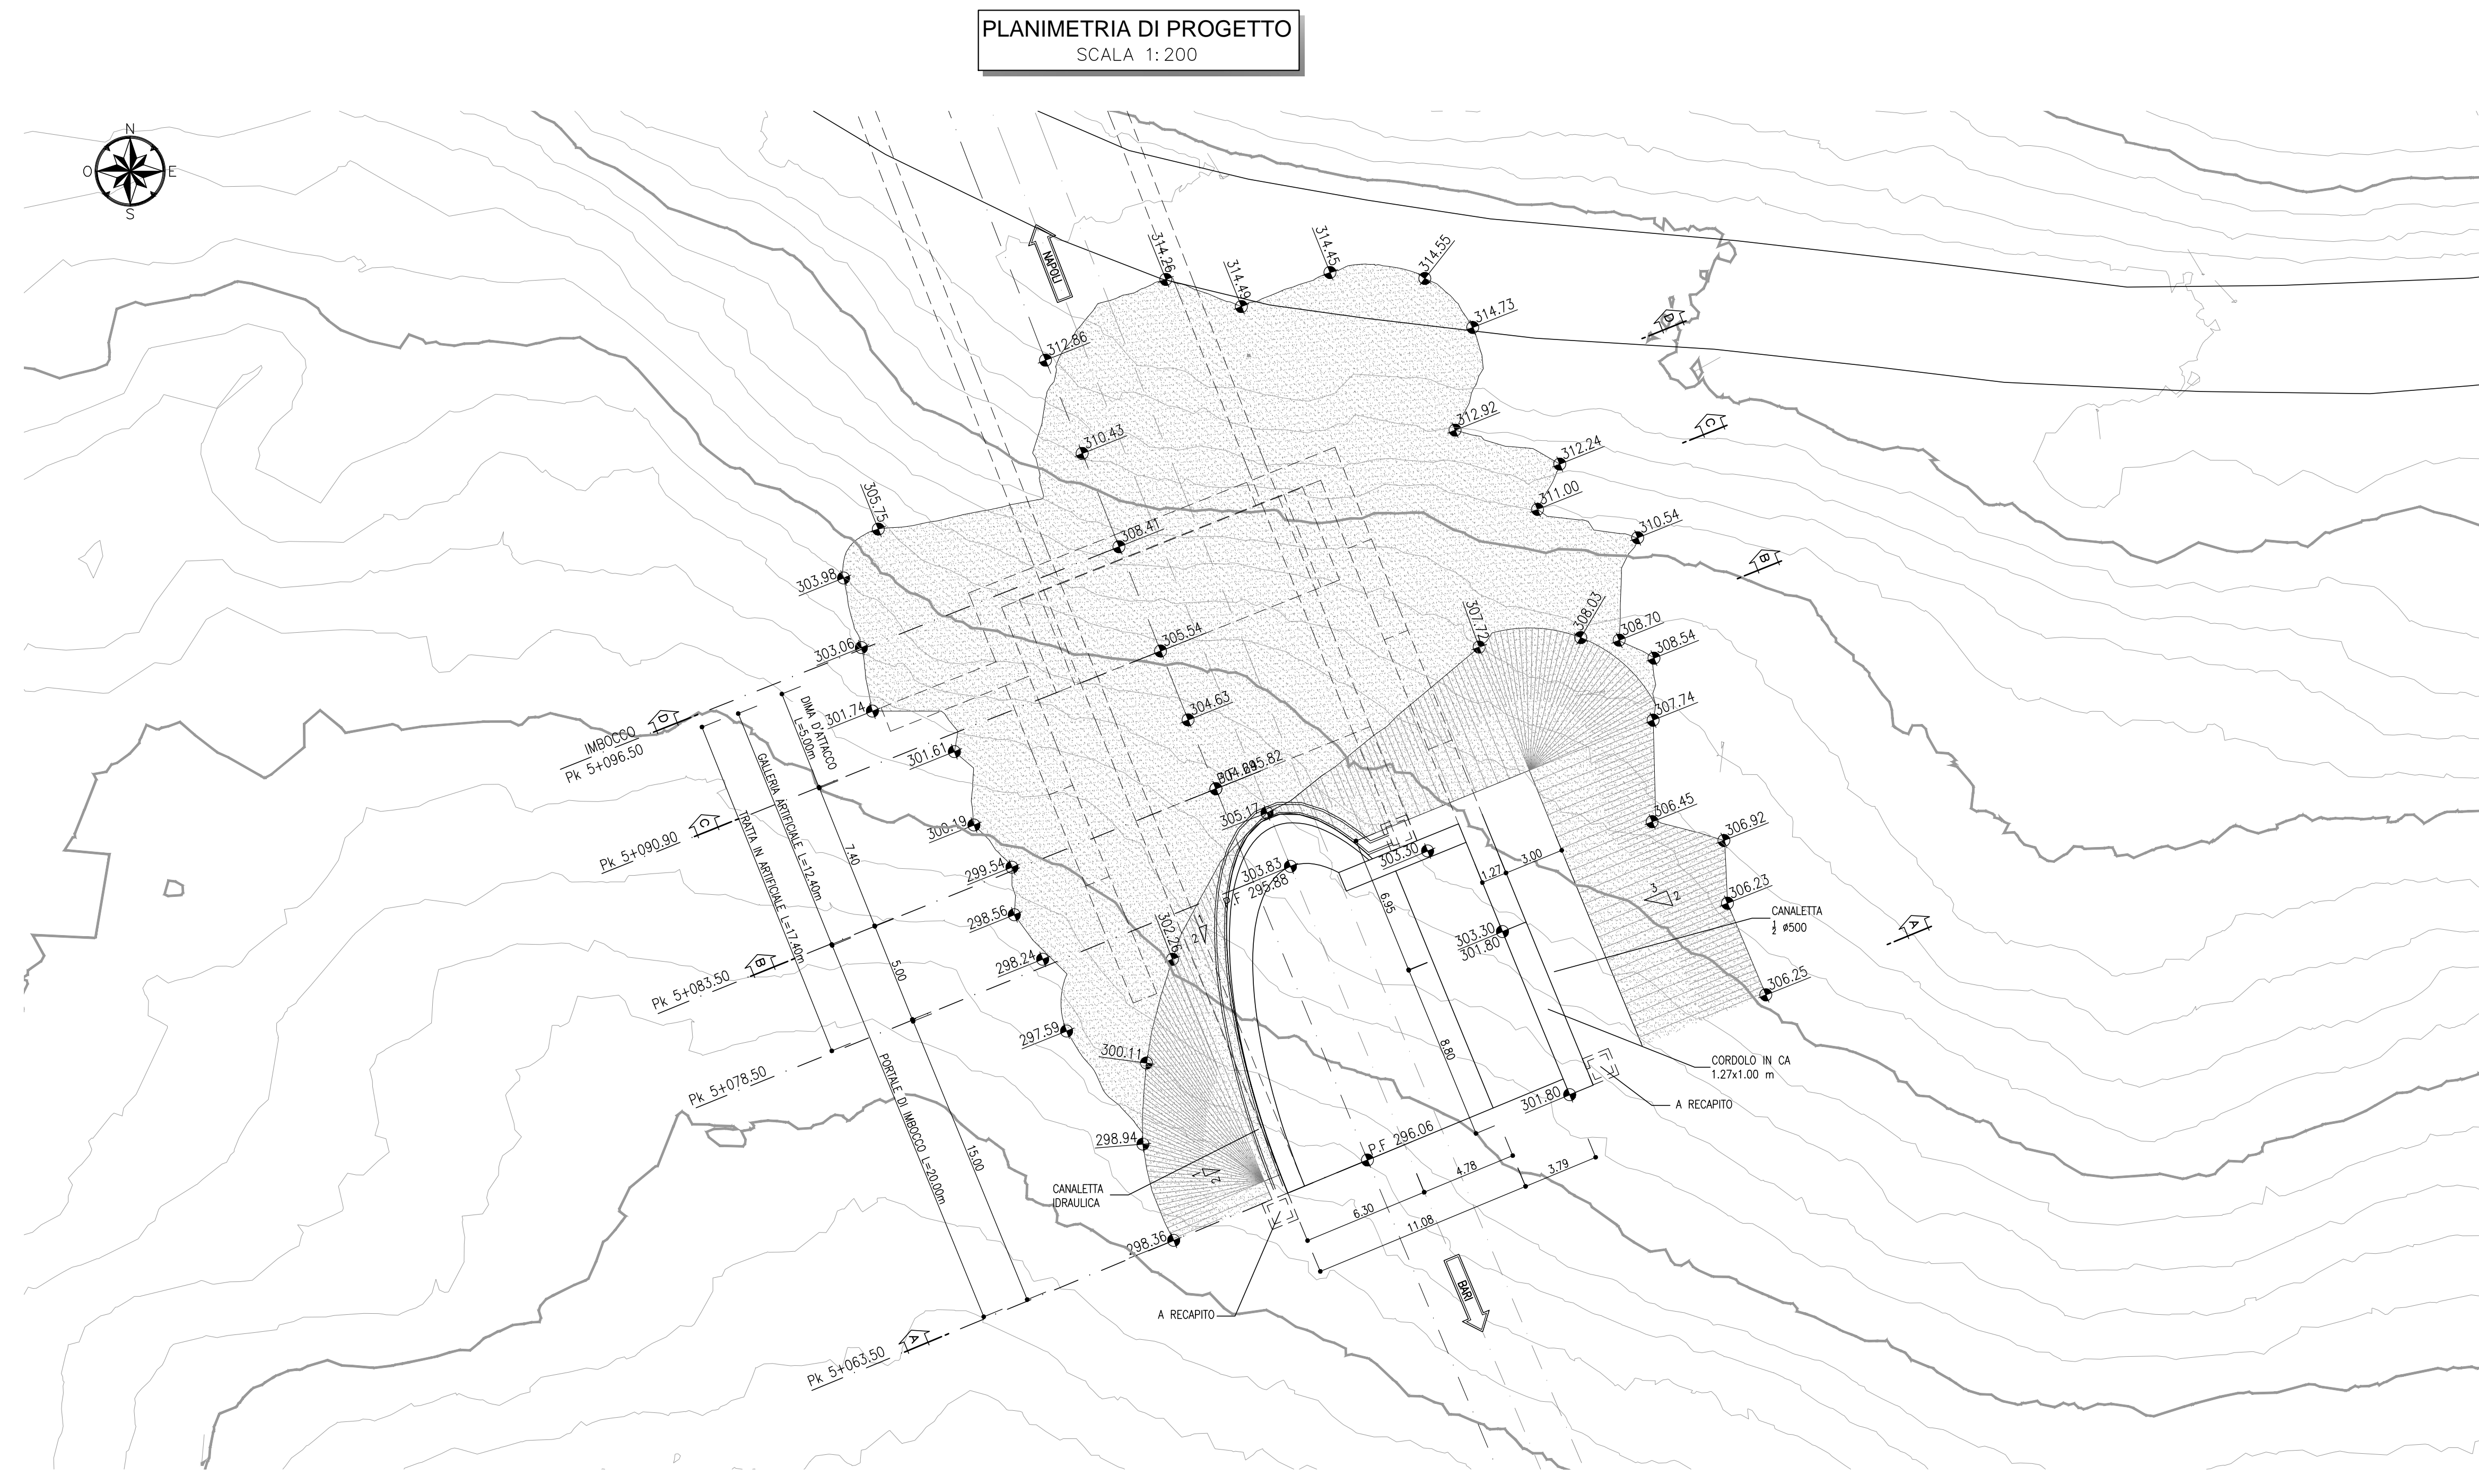 PLANIMETRIA DI PROGETTO
SCALA 1:200
N
O
E
S
NAPOLI
314.26
314.49
314.45
314.55
314.73
312.86
D
312.92
C
310.43
312.24
305.75
311.00
310.54
308.41
B
303.98
303.06
305.54
307.72
308.03
308.70
308.54
D
IMBOCCO
Pk 5+096.50
DIMA D'ATTACCO
L=5.00m
301.74
304.63
307.74
301.61
GALLERIA ARTIFICIALE L=12.40m
TRATTA IN ARTIFICIALE L=17.40m
C
Pk 5+090.90
300.19
305.17
306.45
306.92
7.40
299.54
303.83
P.F 295.88
303.30
1.27
3.00
3
2
306.23
298.56
6.95
CANALETTA
½ ø500
A
302.26
1
2
303.30
301.80
B
Pk 5+083.50
5.00
298.24
306.25
297.59
300.11
8.80
CORDOLO IN CA
1.27x1.00 m
Pk 5+078.50
PORTALE DI IMBOCCO L=20.00m
301.80
A RECAPITO
298.94
P.F 296.06
15.00
1
2
4.78
3.79
CANALETTA
IDRAULICA
6.30
11.08
298.36
BARI
A RECAPITO
A
Pk 5+063.50